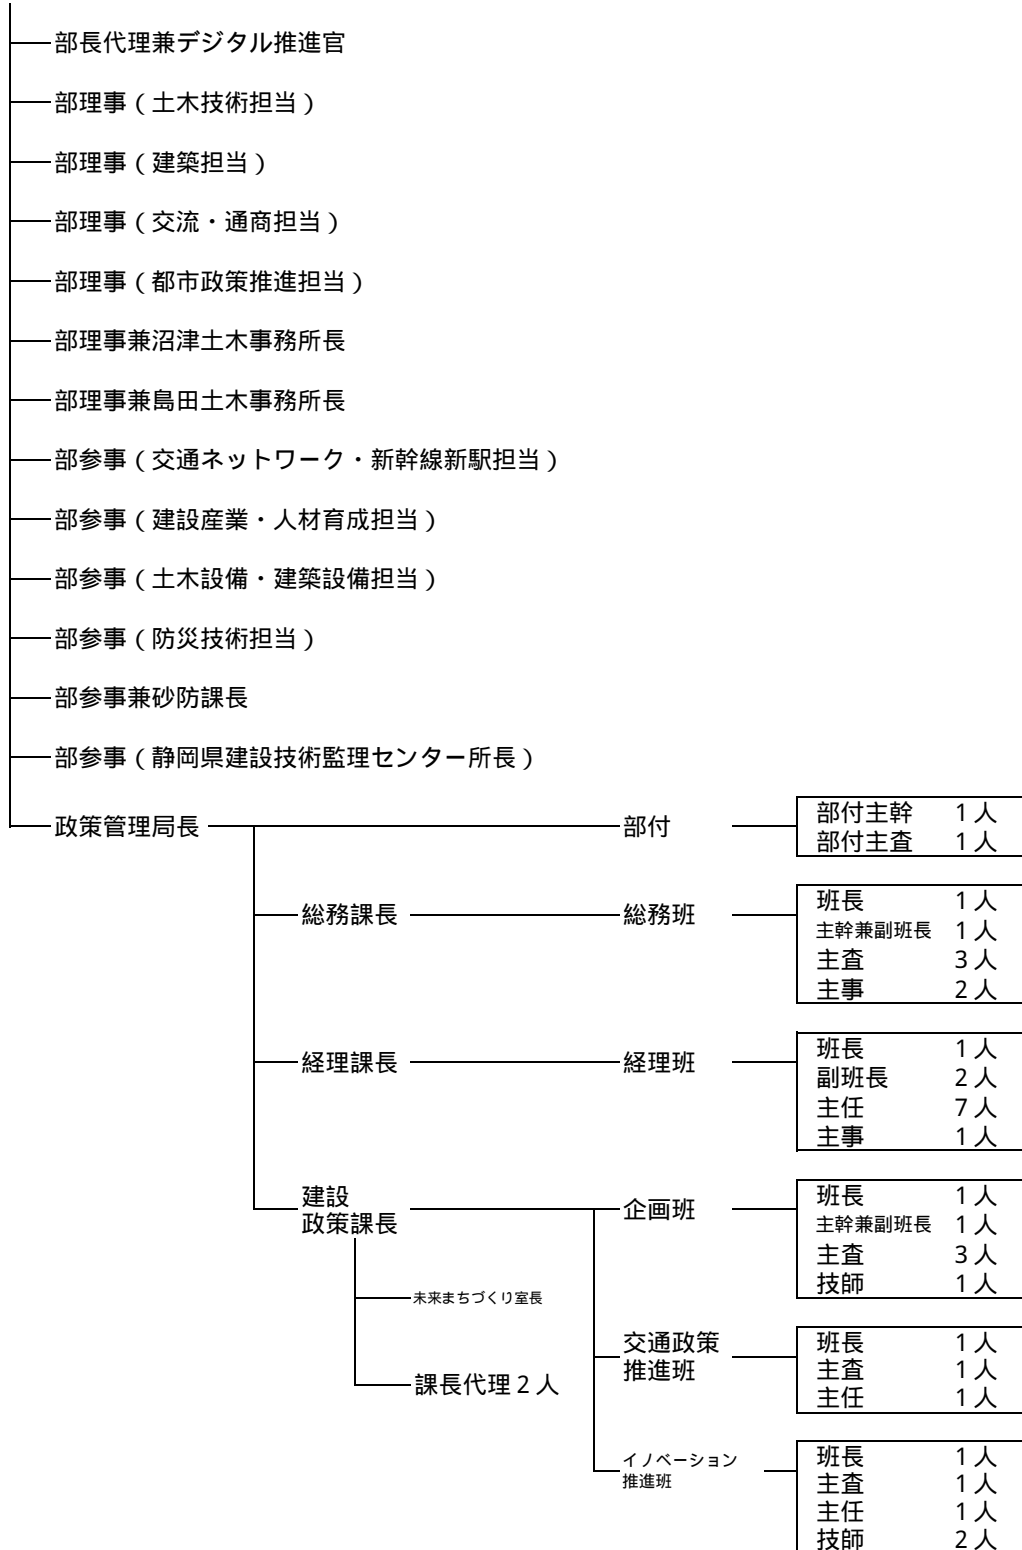 部長代理兼デジタル推進官
部理事（土木技術担当）
部理事（建築担当）
部理事（交流・通商担当）
部理事（都市政策推進担当）
部理事兼沼津土木事務所長
部理事兼島田土木事務所長
部参事（交通ネットワーク・新幹線新駅担当）
部参事（建設産業・人材育成担当）
部参事（土木設備・建築設備担当）
部参事（防災技術担当）
部参事兼砂防課長
部参事（静岡県建設技術監理センター所長）
政策管理局長
部付
部付主幹 1人
部付主査 1人
総務課長
総務班
班長 1人
主幹兼副班長 1人
主査 3人
主事 2人
経理課長
経理班
班長 1人
副班長 2人
主任 7人
主事 1人
建設
政策課長
未来まちづくり室長
課長代理2人
企画班
班長 1人
主幹兼副班長 1人
主査 3人
技師 1人
交通政策
推進班
班長 1人
主査 1人
主任 1人
イノベーション
推進班
班長 1人
主査 1人
主任 1人
技師 2人